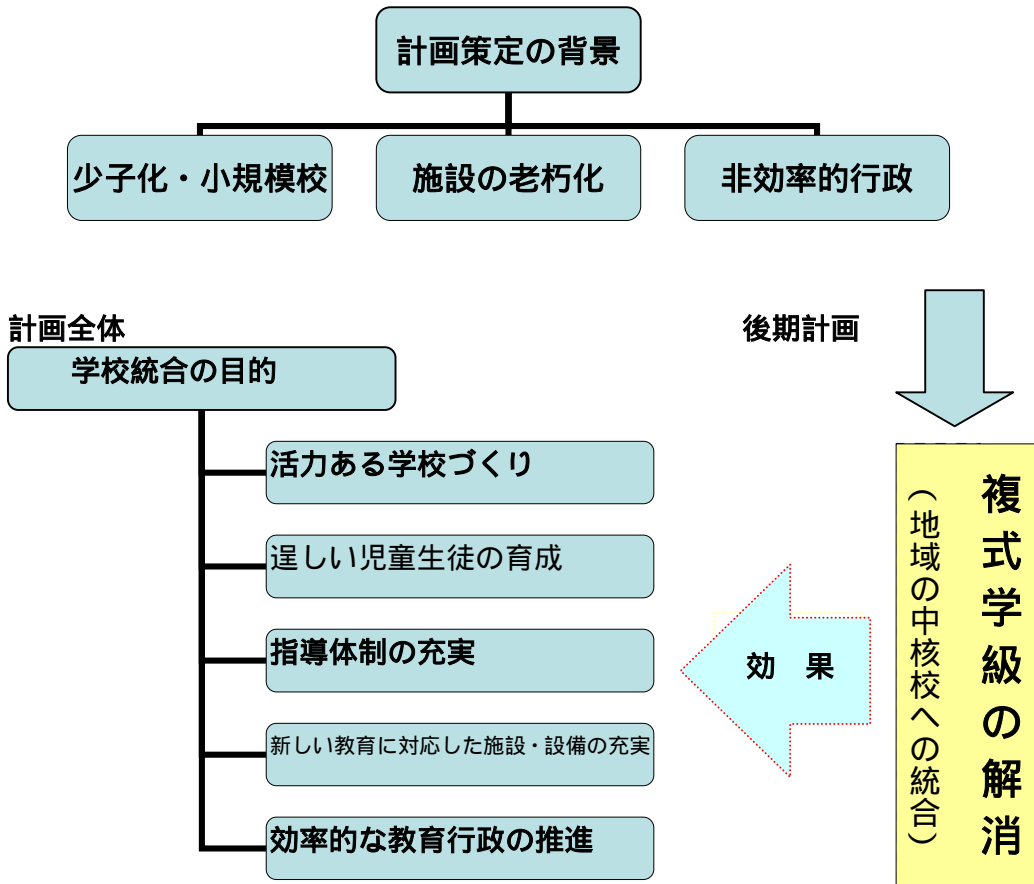 計画策定の背景
少子化・小規模校
施設の老朽化
非効率的行政
計画全体
後期計画
学校統合の目的
活力ある学校づくり
逞しい児童生徒の育成
指導体制の充実
新しい教育に対応した施設・設備の充実
効率的な教育行政の推進
効　果
複式学級の解消
（地域の中核校への統合）